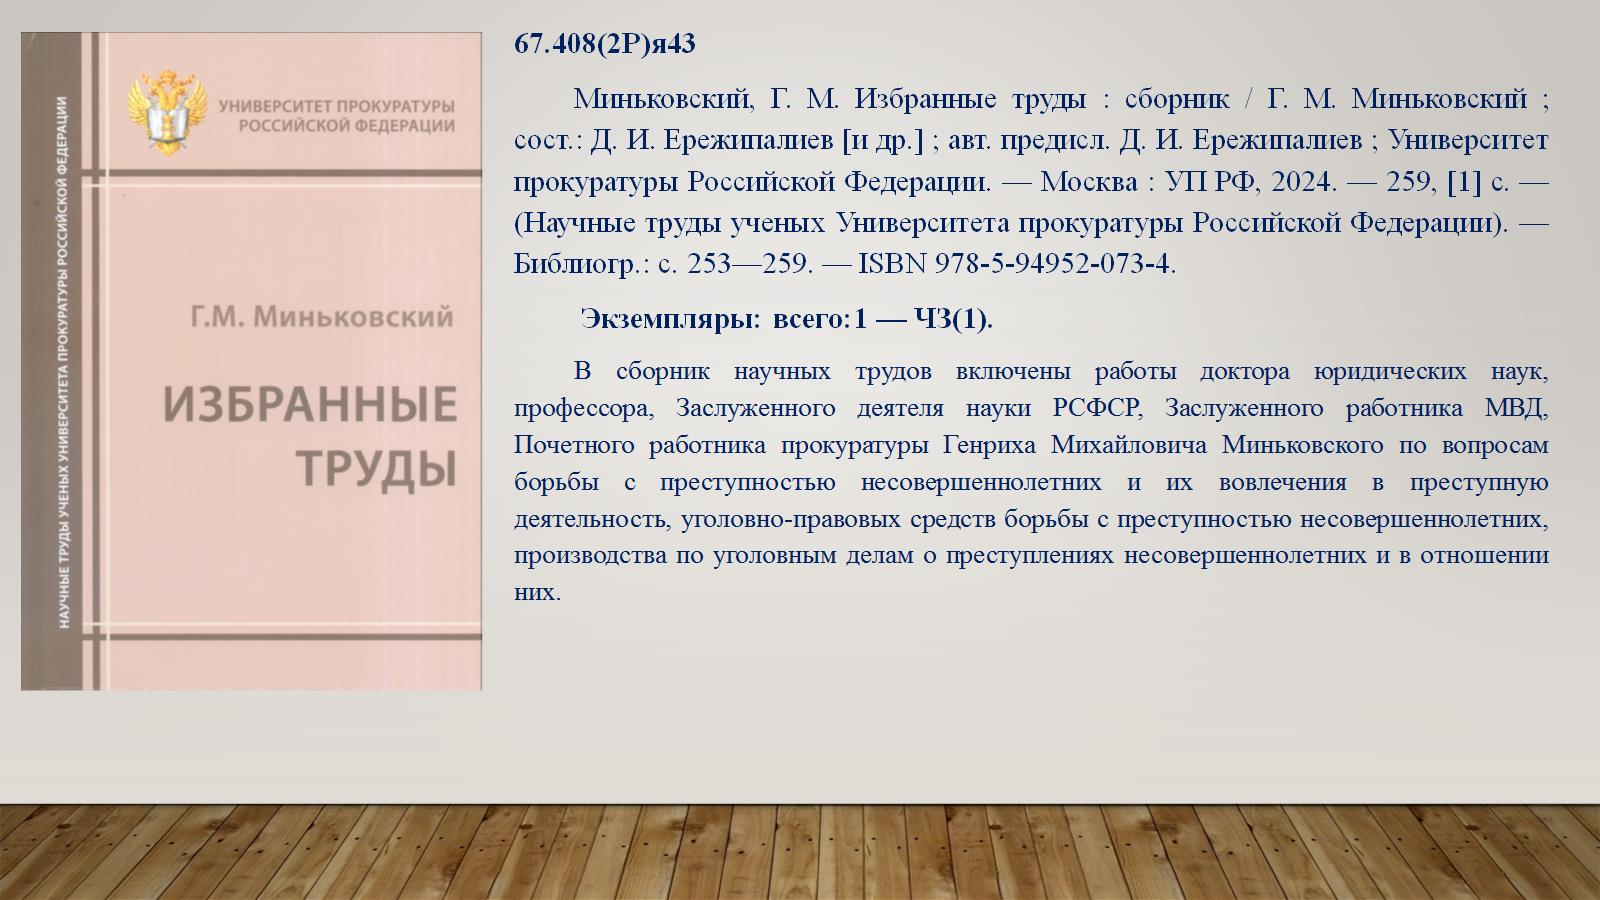 НАУЧНЫЕ ТРУДЫ УЧЕНЫХ УНИВЕРСИТЕТА ПРОКУРАТУРЫ РОССИЙСКОЙ ФЕДЕРАЦИИ
УНИВЕРСИТЕТ ПРОКУРАТУРЫ
РОССИЙСКОЙ ФЕДЕРАЦИИ
Г.М. Миньковский
ИЗБРАННЫЕ
ТРУДЫ
67.408(2Р)я43
Миньковский, Г. М. Избранные труды : сборник / Г. М. Миньковский ;
сост.: Д. И. Ережипалиев [и др.] ; авт. предисл. Д. И. Ережипалиев ; Университет
прокуратуры Российской Федерации. — Москва : УП РФ, 2024. — 259, [1] с. —
(Научные труды ученых Университета прокуратуры Российской Федерации). —
Библиогр.: с. 253—259. — ISBN 978-5-94952-073-4.
Экземпляры: всего:1 — ЧЗ(1).
В сборник научных трудов включены работы доктора юридических наук,
профессора, Заслуженного деятеля науки РСФСР, Заслуженного работника МВД,
Почетного работника прокуратуры Генриха Михайловича Миньковского по вопросам
борьбы с преступностью несовершеннолетних и их вовлечения в преступную
деятельность, уголовно-правовых средств борьбы с преступностью несовершеннолетних,
производства по уголовным делам о преступлениях несовершеннолетних и в отношении
них.